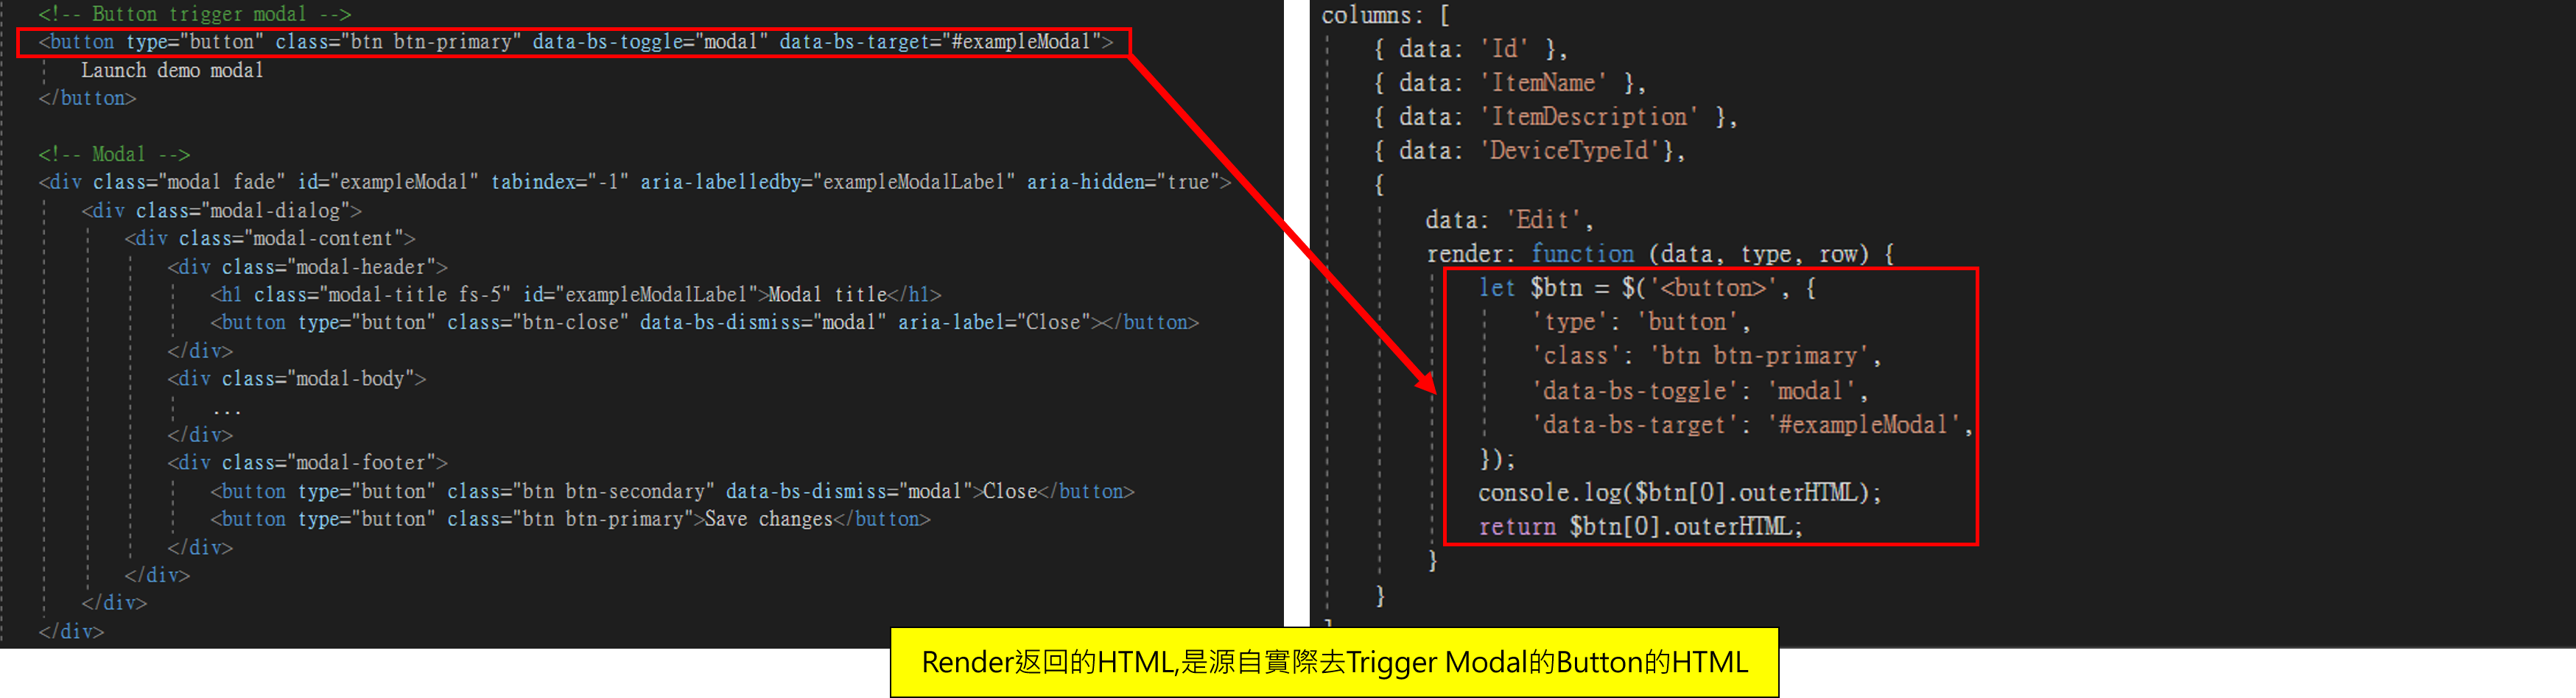 <!-- Button trigger modal -->
<button type="button" class="btn btn-primary" data-bs-toggle="modal" data-bs-target="#exampleModal">
Launch demo modal
</button>
<!-- Modal -->
<div class="modal fade" id="exampleModal" tabindex="-1" aria-labelledby="exampleModalLabel" aria-hidden="true">
<div class="modal-dialog">
<div class="modal-content">
<div class="modal-header">
<h1 class="modal-title fs-5" id="exampleModalLabel">Modal title</h1>
<button type="button" class="btn-close" data-bs-dismiss="modal" aria-label="Close"></button>
</div>
<div class="modal-body">
...
</div>
<div class="modal-footer">
<button type="button" class="btn btn-secondary" data-bs-dismiss="modal">Close</button>
<button type="button" class="btn btn-primary">Save changes</button>
</div>
</div>
</div>
</div>
columns: [
{ data: 'Id' },
{ data: 'ItemName' },
{ data: 'ItemDescription' },
{ data: 'DeviceTypeId'},
{
data: 'Edit',
render: function (data, type, row) {
let $btn = $('<button>', {
'type': 'button',
'class': 'btn btn-primary',
'data-bs-toggle': 'modal',
'data-bs-target': '#exampleModal',
});
console.log($btn[0].outerHTML);
return $btn[0].outerHTML;
}
}
Render返回的HTML,是源自實際去Trigger Modal的Button的HTML